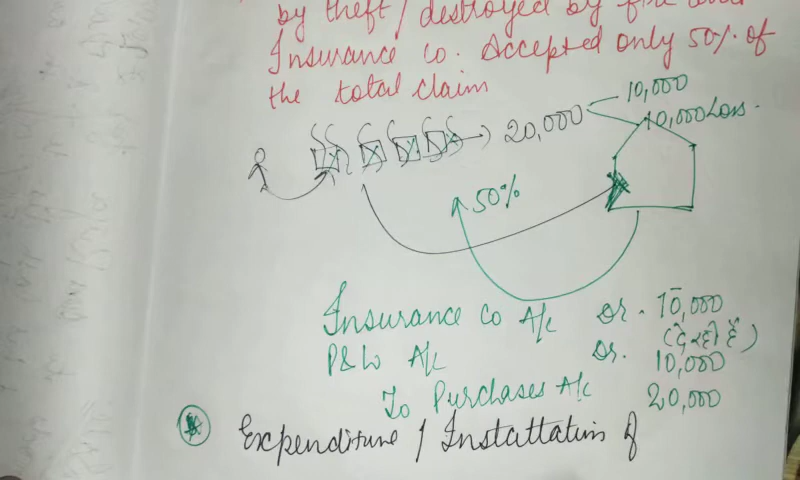 by theft / destroyed by fire
Insurance Co. Accepted only 50% of
the total claim
10,000
20,000
10,000 Loss.
50%
Insurance Co A/c Dr. 10,000
(दे रही है)
P&L A/c Dr. 10,000
To Purchases A/c 20,000
Expenditure / Installation of